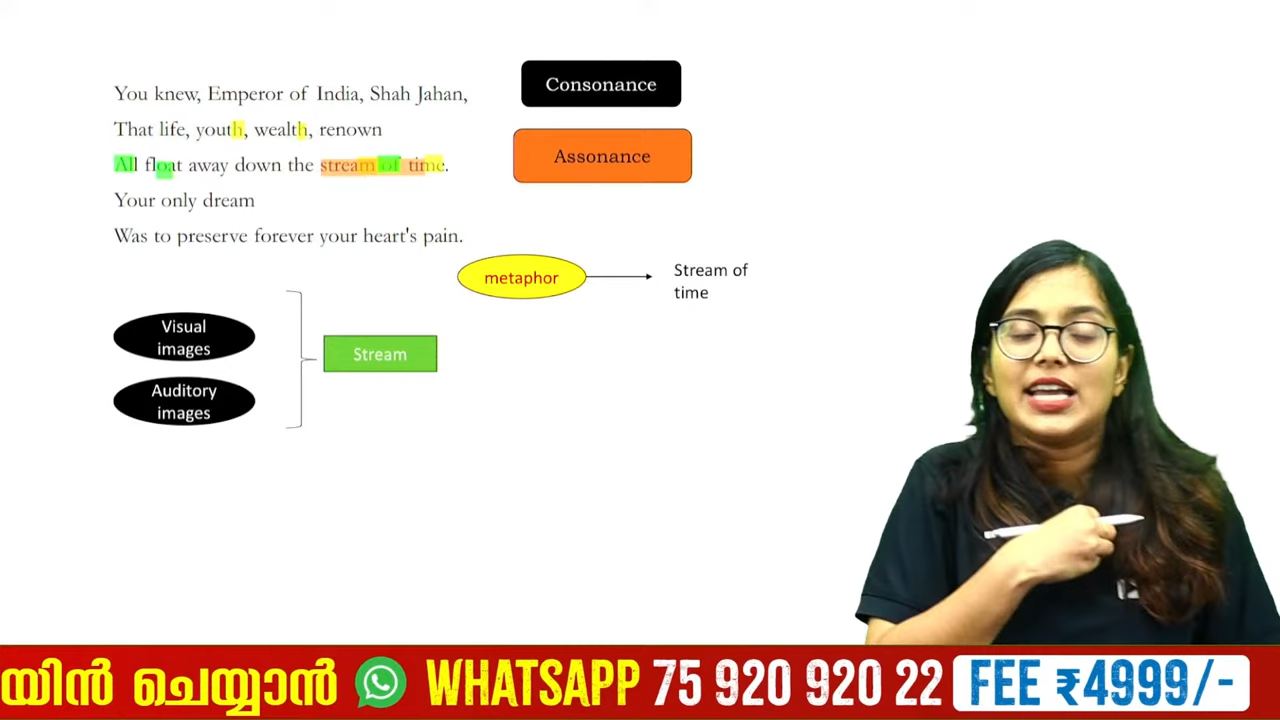 You knew, Emperor of India, Shah Jahan,
That life, youth, wealth, renown
All float away down the stream of time.
Your only dream
Was to preserve forever your heart's pain.
Consonance
Assonance
metaphor
Stream of
time
Visual
images
Auditory
images
Stream
യിൻ ചെയ്യാൻ WHATSAPP 75 920 920 22 FEE ₹4999/-